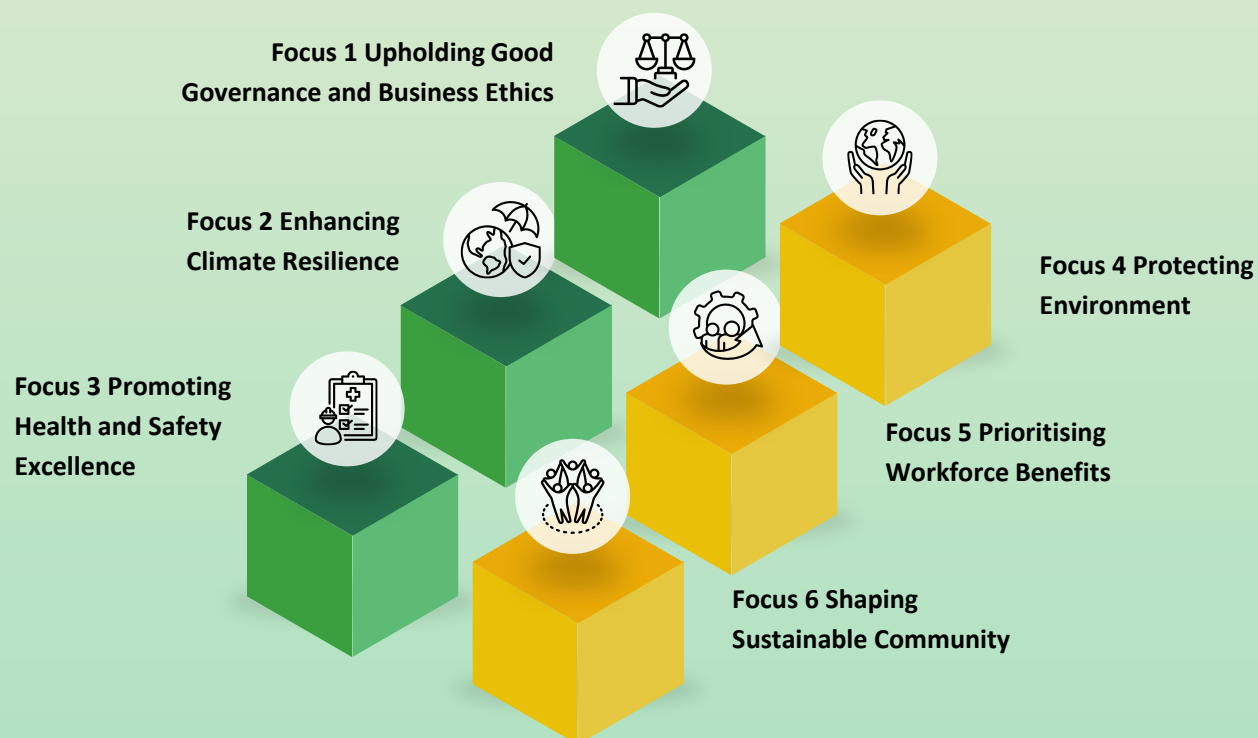 Focus 1 Upholding Good
Governance and Business Ethics
Focus 2 Enhancing
Climate Resilience
Focus 3 Promoting
Health and Safety
Excellence
Focus 4 Protecting
Environment
Focus 5 Prioritising
Workforce Benefits
Focus 6 Shaping
Sustainable Community